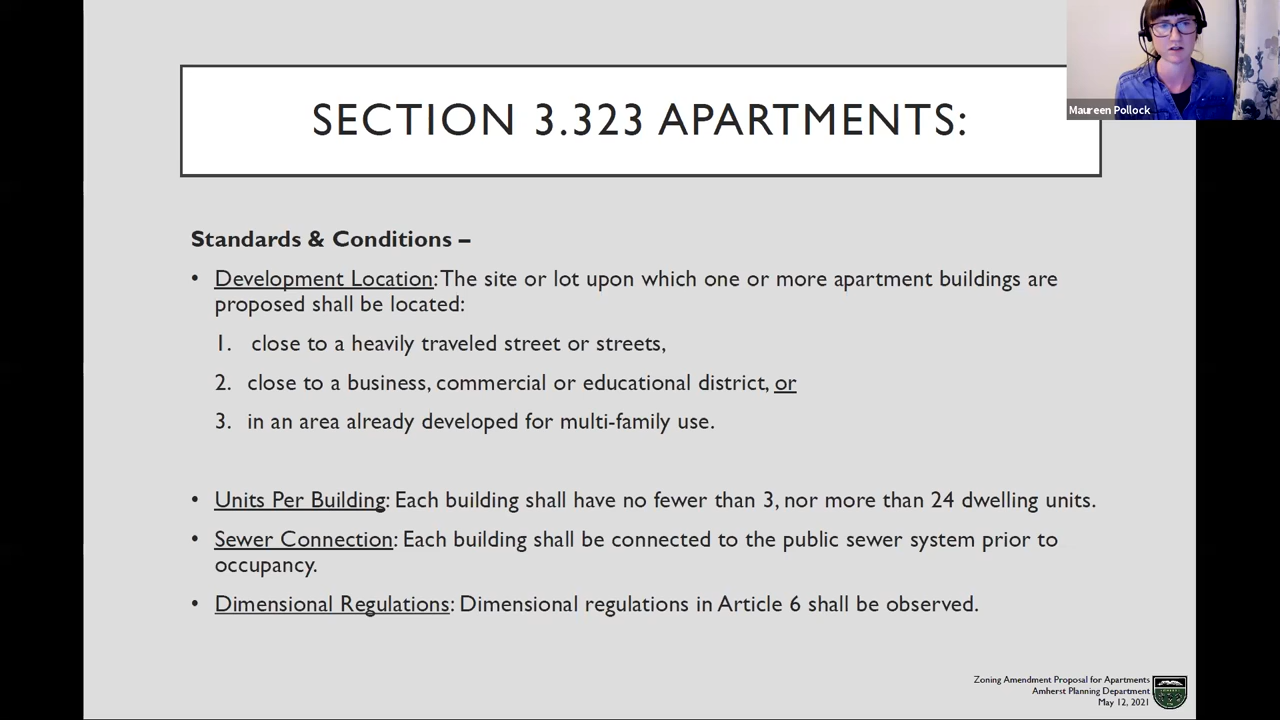 SECTION 3.323 APARTMENTS:
Maureen Pollock
Standards & Conditions –
• Development Location: The site or lot upon which one or more apartment buildings are
proposed shall be located:
1. close to a heavily traveled street or streets,
2. close to a business, commercial or educational district, or
3. in an area already developed for multi-family use.
• Units Per Building: Each building shall have no fewer than 3, nor more than 24 dwelling units.
• Sewer Connection: Each building shall be connected to the public sewer system prior to
occupancy.
• Dimensional Regulations: Dimensional regulations in Article 6 shall be observed.
Zoning Amendment Proposal for Apartments
Amherst Planning Department
May 12, 2021